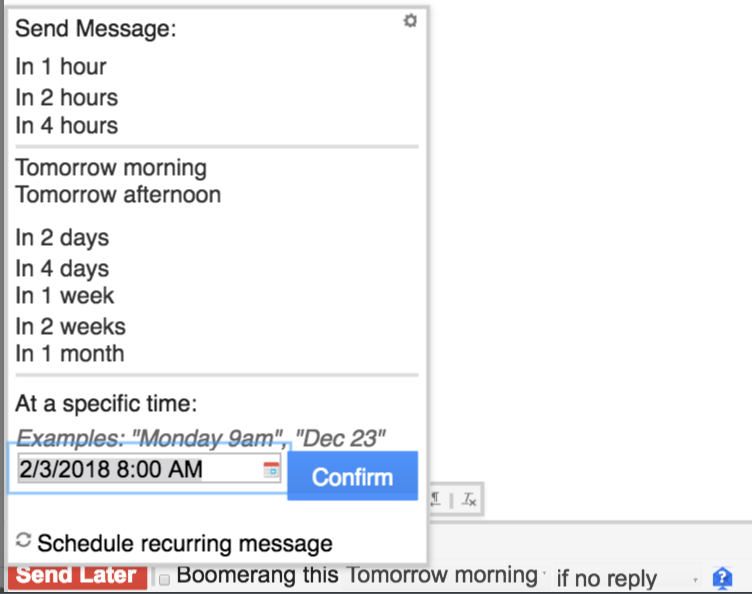 Send Message:
In 1 hour
In 2 hours
In 4 hours
Tomorrow morning
Tomorrow afternoon
In 2 days
In 4 days
In 1 week
In 2 weeks
In 1 month
At a specific time:
Examples: "Monday 9am", "Dec 23"
2/3/2018 8:00 AM
Confirm
Schedule recurring message
Send Later Boomerang this Tomorrow morning if no reply ?